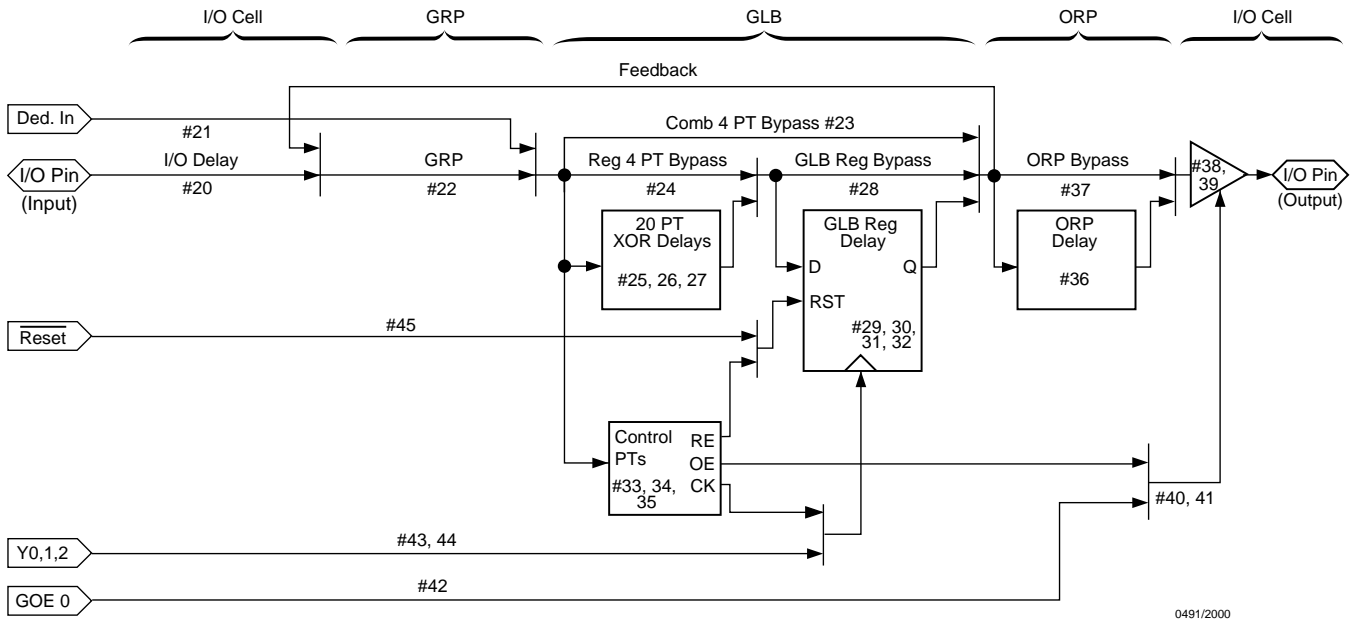 I/O Cell
GRP
GLB
ORP
I/O Cell
Feedback
Ded. In
#21
Comb 4 PT Bypass #23
I/O Pin
(Input)
I/O Delay
#20
GRP
#22
Reg 4 PT Bypass
#24
GLB Reg Bypass
#28
ORP Bypass
#37
#38,
39
I/O Pin
(Output)
20 PT
XOR Delays
#25, 26, 27
GLB Reg
Delay
D
Q
RST
#29, 30,
31, 32
ORP
Delay
#36
Reset
#45
Control
PTs
#33, 34,
35
RE
OE
CK
#40, 41
Y0,1,2
#43, 44
GOE 0
#42
0491/2000